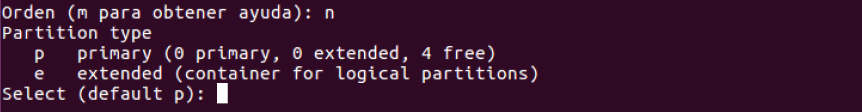 Orden (m para obtener ayuda): n
Partition type
   p   primary (0 primary, 0 extended, 4 free)
   e   extended (container for logical partitions)
Select (default p):